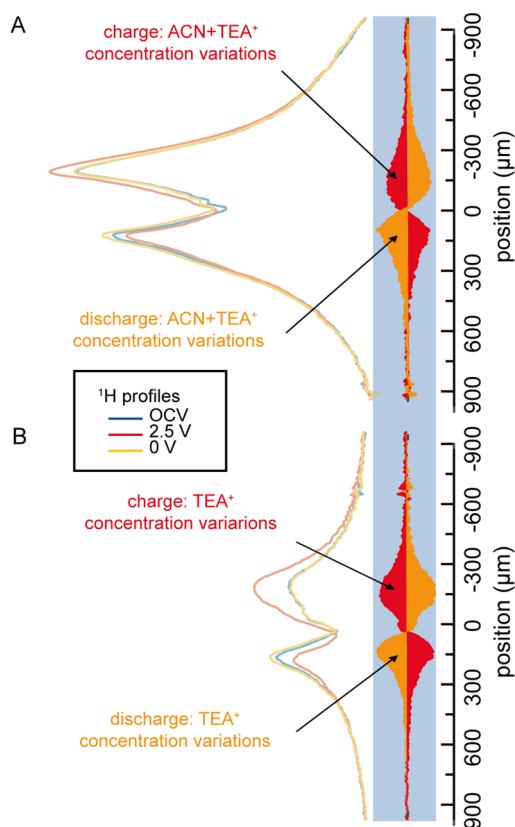 A
charge: ACN+TEA⁺
concentration variations
discharge: ACN+TEA⁺
concentration variations
-900
-600
-300
0
300
600
900
position (µm)
¹H profiles
OCV
2.5 V
0 V
B
charge: TEA⁺
concentration variarions
discharge: TEA⁺
concentration variations
-900
-600
-300
0
300
600
900
position (µm)